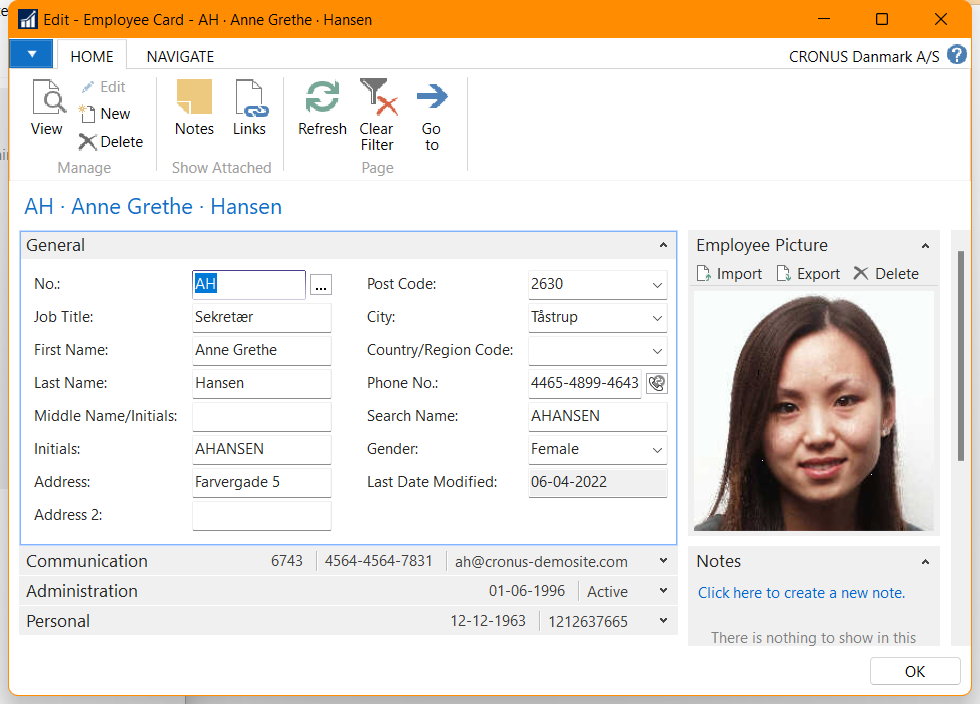 Edit - Employee Card - AH · Anne Grethe · Hansen
HOME NAVIGATE CRONUS Danmark A/S ?
View Edit New Delete
Notes Links
Refresh Clear Filter Go to
Manage Show Attached Page
AH · Anne Grethe · Hansen
General
No.: AH ...
Job Title: Sekretær
First Name: Anne Grethe
Last Name: Hansen
Middle Name/Initials:
Initials: AHANSEN
Address: Farvergade 5
Address 2:
Post Code: 2630
City: Tåstrup
Country/Region Code:
Phone No.: 4465-4899-4643
Search Name: AHANSEN
Gender: Female
Last Date Modified: 06-04-2022
Communication 6743 4564-4564-7831 ah@cronus-demosite.com
Administration 01-06-1996 Active
Personal 12-12-1963 1212637665
Employee Picture
Import Export Delete
Notes
Click here to create a new note.
There is nothing to show in this
OK